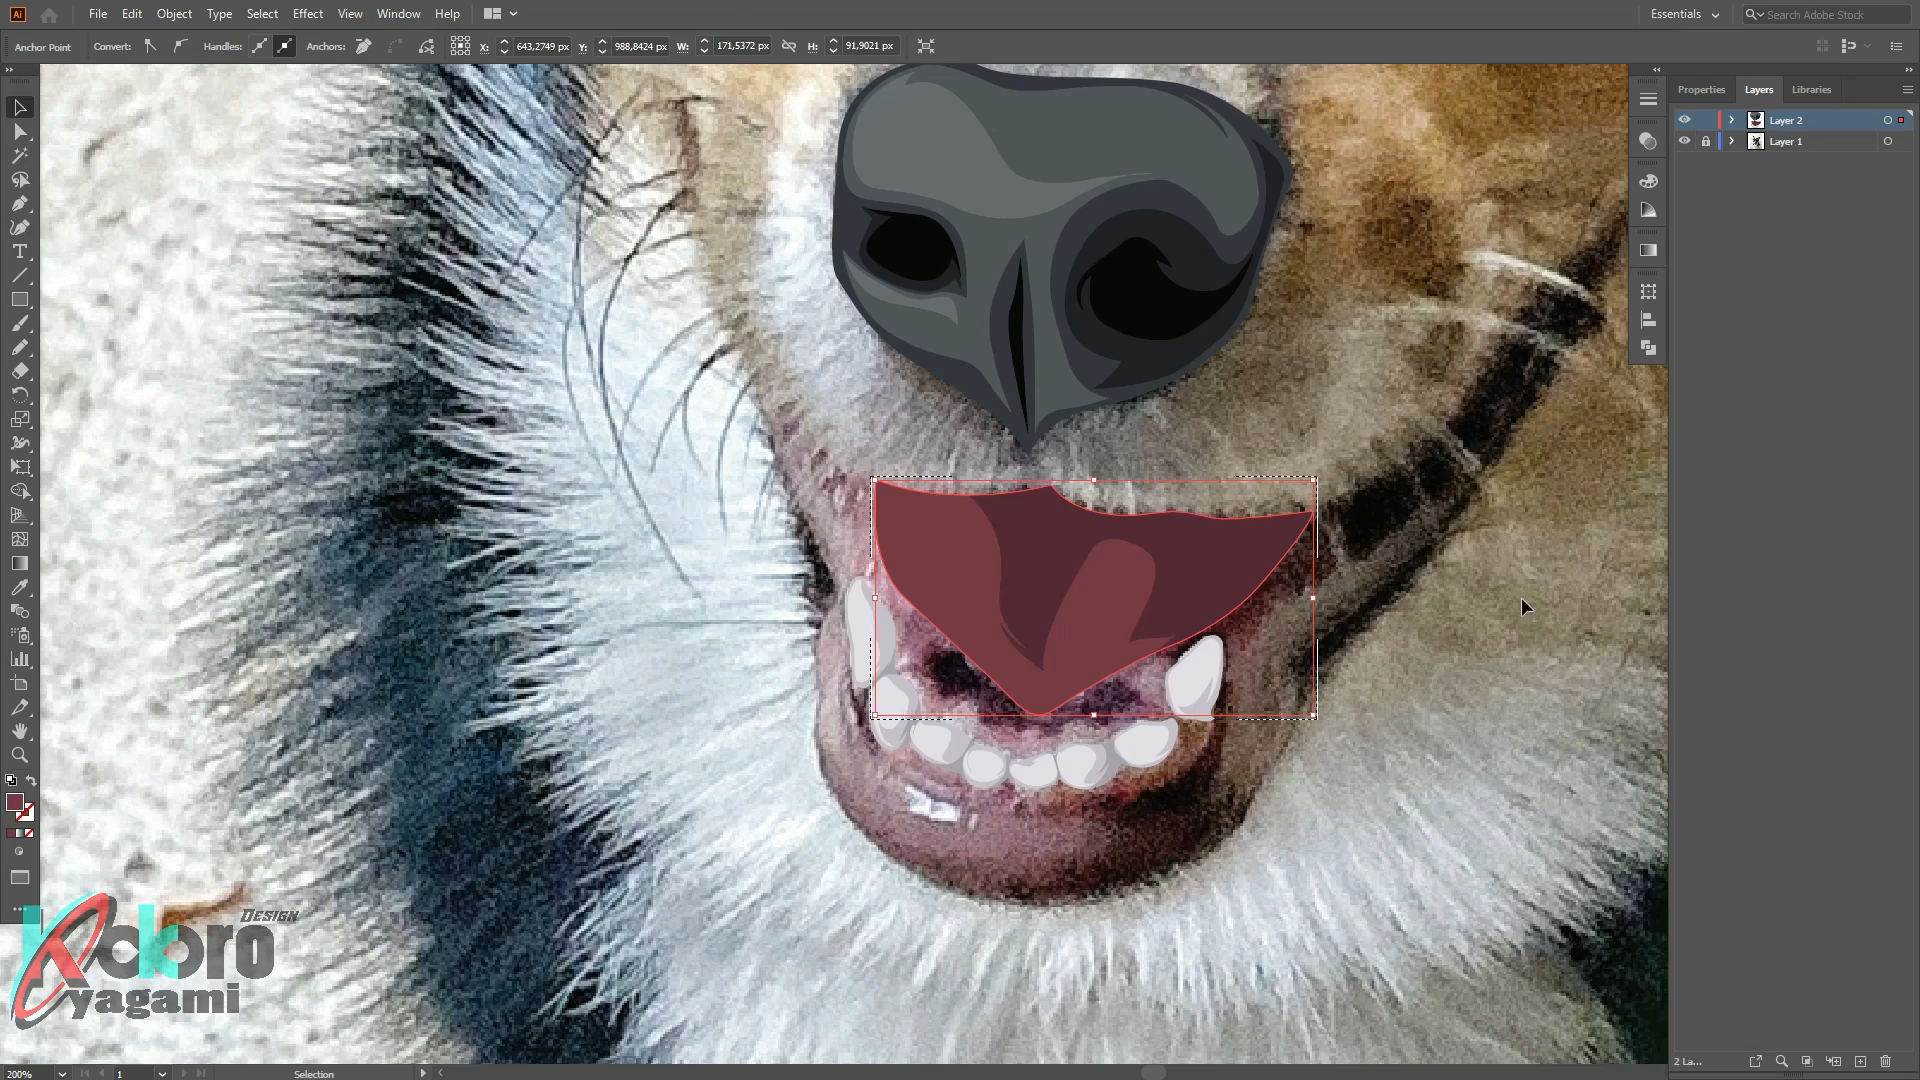 Ai File Edit Object Type Select Effect View Window Help Essentials Search Adobe Stock
Anchor Point Convert: Handles: Anchors: X: 643,2749 px Y: 988,8424 px W: 171,5372 px H: 91,9021 px
Properties Layers Libraries
Layer 2
Layer 1
Design
Kokoro
yagami
2 La...
200% 1 Selection